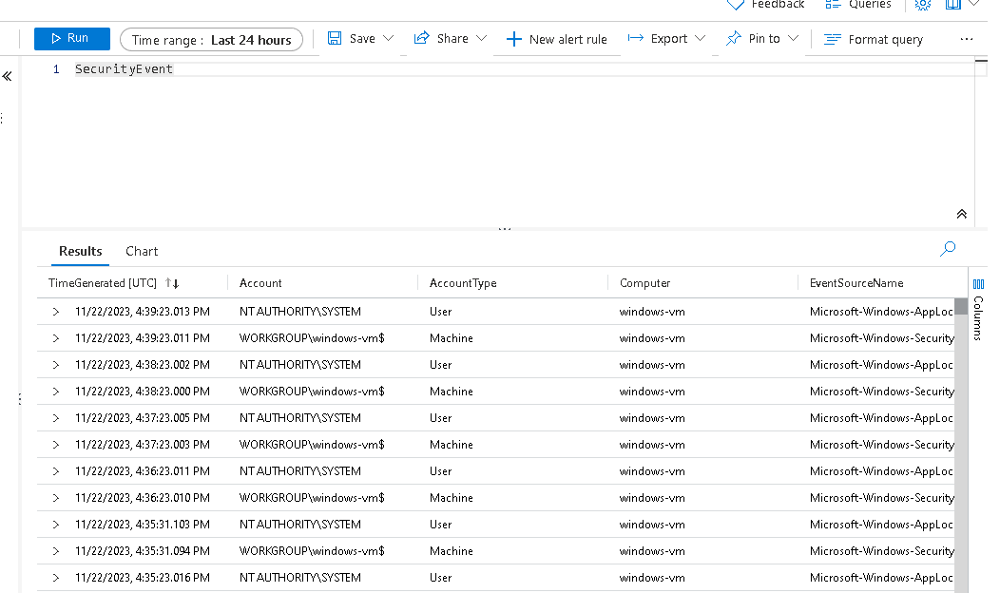 Feedback Queries
Run Time range : Last 24 hours Save Share New alert rule Export Pin to Format query ...
1 SecurityEvent
Results Chart
TimeGenerated [UTC] Account AccountType Computer EventSourceName
11/22/2023, 4:39:23.013 PM NT AUTHORITY\SYSTEM User windows-vm Microsoft-Windows-AppLoc
11/22/2023, 4:39:23.011 PM WORKGROUP\windows-vm$ Machine windows-vm Microsoft-Windows-Security
11/22/2023, 4:38:23.002 PM NT AUTHORITY\SYSTEM User windows-vm Microsoft-Windows-AppLoc
11/22/2023, 4:38:23.000 PM WORKGROUP\windows-vm$ Machine windows-vm Microsoft-Windows-Security
11/22/2023, 4:37:23.005 PM NT AUTHORITY\SYSTEM User windows-vm Microsoft-Windows-AppLoc
11/22/2023, 4:37:23.003 PM WORKGROUP\windows-vm$ Machine windows-vm Microsoft-Windows-Security
11/22/2023, 4:36:23.011 PM NT AUTHORITY\SYSTEM User windows-vm Microsoft-Windows-AppLoc
11/22/2023, 4:36:23.010 PM WORKGROUP\windows-vm$ Machine windows-vm Microsoft-Windows-Security
11/22/2023, 4:35:31.103 PM NT AUTHORITY\SYSTEM User windows-vm Microsoft-Windows-AppLoc
11/22/2023, 4:35:31.094 PM WORKGROUP\windows-vm$ Machine windows-vm Microsoft-Windows-Security
11/22/2023, 4:35:23.016 PM NT AUTHORITY\SYSTEM User windows-vm Microsoft-Windows-AppLoc
Columns